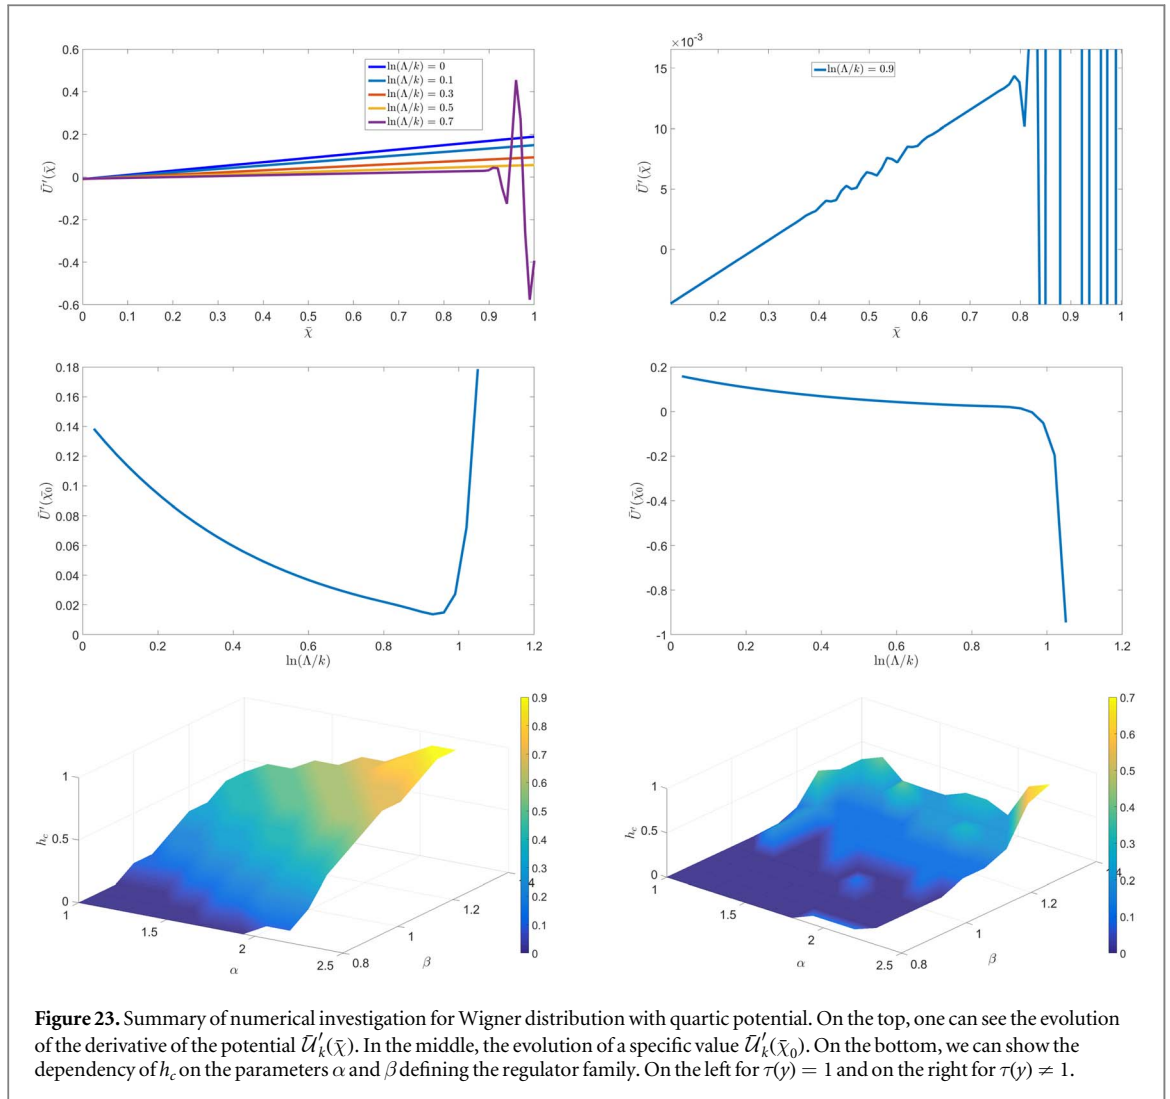 0.6
0.4
0.2
0
-0.2
-0.4
-0.6
Ū′(χ̄)
ln(Λ/k) = 0
ln(Λ/k) = 0.1
ln(Λ/k) = 0.3
ln(Λ/k) = 0.5
ln(Λ/k) = 0.7
0 0.1 0.2 0.3 0.4 0.5 0.6 0.7 0.8 0.9 1
χ̄
×10⁻³
15
10
5
0
Ū′(χ̄)
ln(Λ/k) = 0.9
0.2 0.3 0.4 0.5 0.6 0.7 0.8 0.9 1
χ̄
0.18
0.16
0.14
0.12
0.1
0.08
0.06
0.04
0.02
0
Ū′(χ̄₀)
0 0.2 0.4 0.6 0.8 1 1.2
ln(Λ/k)
0.2
0
-0.2
-0.4
-0.6
-0.8
-1
Ū′(χ̄₀)
0 0.2 0.4 0.6 0.8 1 1.2
ln(Λ/k)
1
0.5
0
h_c
1
1.5
2
2.5
α
0.8
1
1.2
β
0.9
0.8
0.7
0.6
0.5
0.4
0.3
0.2
0.1
0
1
0.5
0
h_c
1
1.5
2
2.5
α
0.8
1
1.2
β
0.7
0.6
0.5
0.4
0.3
0.2
0.1
0
Figure 23. Summary of numerical investigation for Wigner distribution with quartic potential. On the top, one can see the evolution
of the derivative of the potential 𝒰̄′ₖ(χ̄). In the middle, the evolution of a specific value 𝒰̄′ₖ(χ̄₀). On the bottom, we can show the
dependency of h_c on the parameters α and β defining the regulator family. On the left for τ(y) = 1 and on the right for τ(y) ≠ 1.